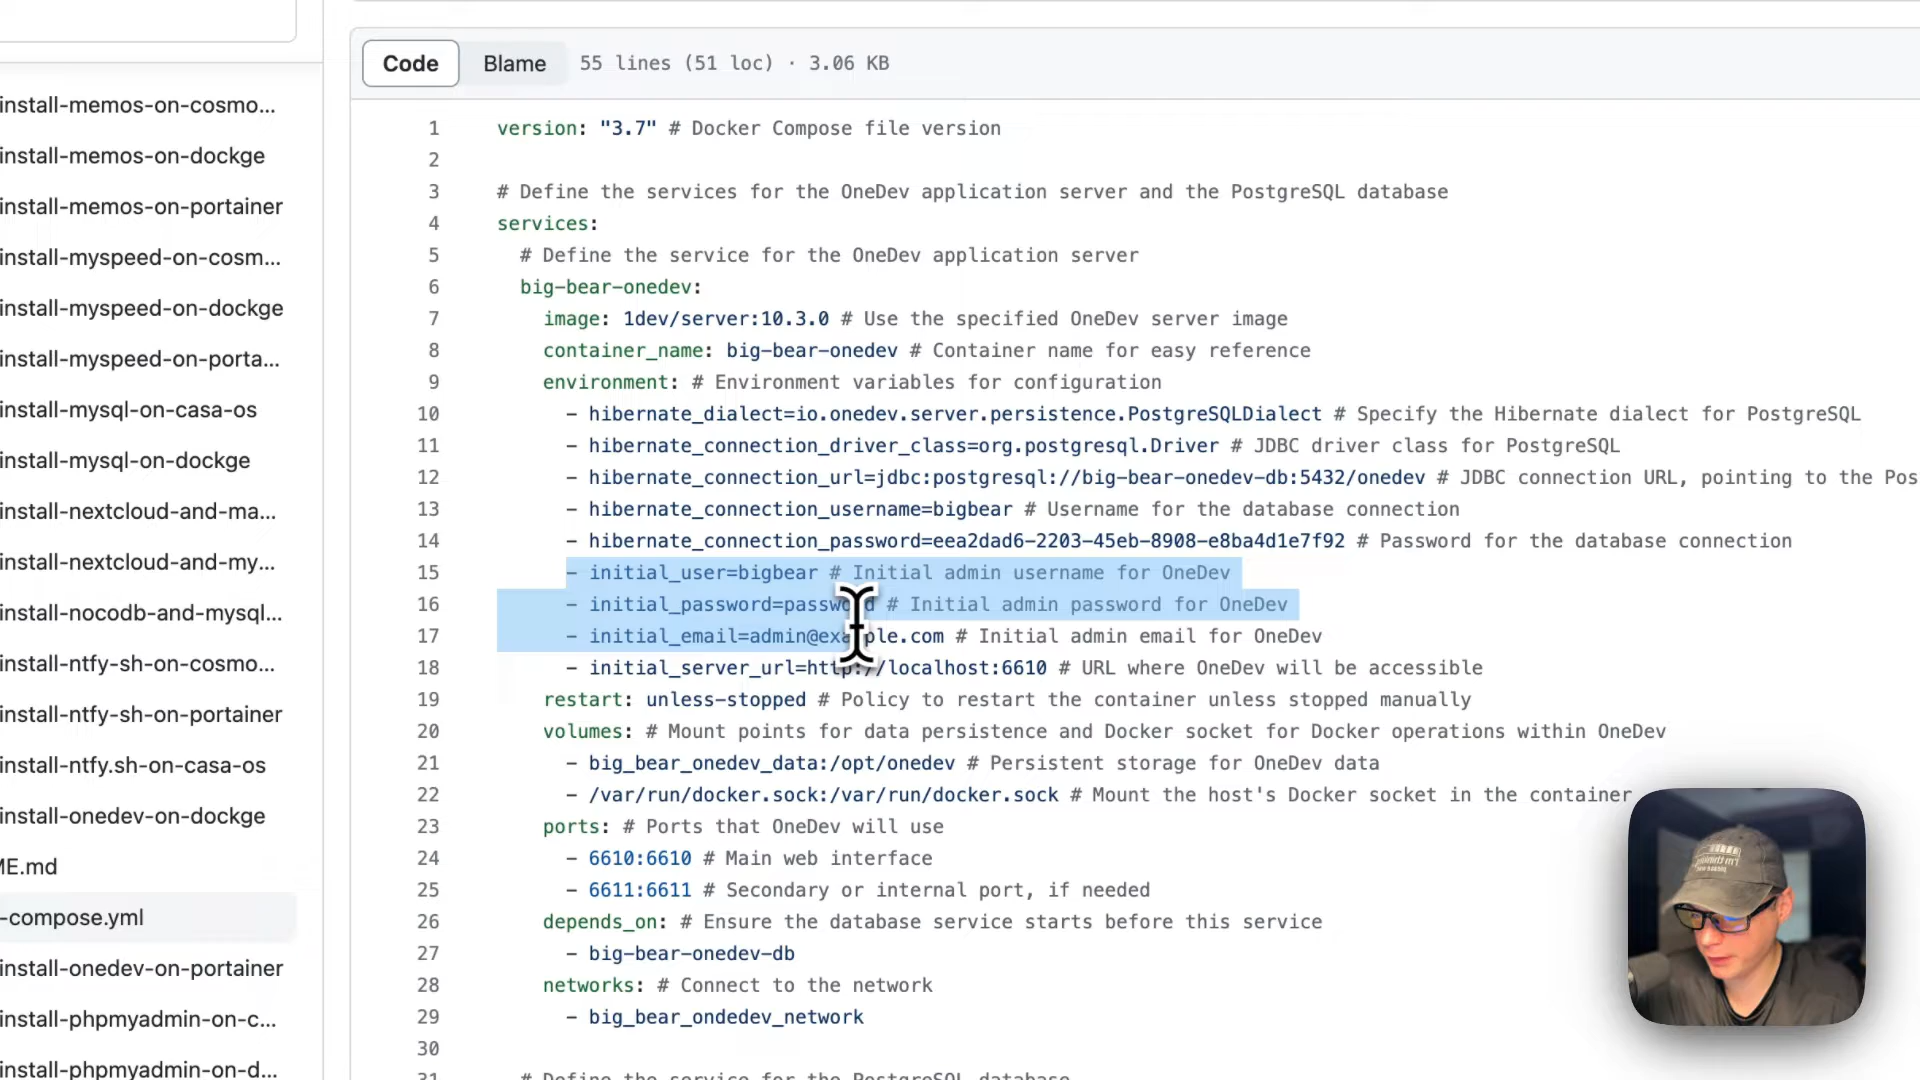 Code Blame 55 lines (51 loc) · 3.06 KB
install-memos-on-cosmo...
install-memos-on-dockge
install-memos-on-portainer
install-myspeed-on-cosm...
install-myspeed-on-dockge
install-myspeed-on-porta...
install-mysql-on-casa-os
install-mysql-on-dockge
install-nextcloud-and-ma...
install-nextcloud-and-my...
install-nocodb-and-mysql...
install-ntfy-sh-on-cosmo...
install-ntfy-sh-on-portainer
install-ntfy.sh-on-casa-os
install-onedev-on-dockge
ME.md
-compose.yml
install-onedev-on-portainer
install-phpmyadmin-on-c...
install-phpmyadmin-on-d...
1 version: "3.7" # Docker Compose file version
2
3 # Define the services for the OneDev application server and the PostgreSQL database
4 services:
5 # Define the service for the OneDev application server
6 big-bear-onedev:
7 image: 1dev/server:10.3.0 # Use the specified OneDev server image
8 container_name: big-bear-onedev # Container name for easy reference
9 environment: # Environment variables for configuration
10 - hibernate_dialect=io.onedev.server.persistence.PostgreSQLDialect # Specify the Hibernate dialect for PostgreSQL
11 - hibernate_connection_driver_class=org.postgresql.Driver # JDBC driver class for PostgreSQL
12 - hibernate_connection_url=jdbc:postgresql://big-bear-onedev-db:5432/onedev # JDBC connection URL, pointing to the Pos
13 - hibernate_connection_username=bigbear # Username for the database connection
14 - hibernate_connection_password=eea2dad6-2203-45eb-8908-e8ba4d1e7f92 # Password for the database connection
15 - initial_user=bigbear # Initial admin username for OneDev
16 - initial_password=password # Initial admin password for OneDev
17 - initial_email=admin@example.com # Initial admin email for OneDev
18 - initial_server_url=http://localhost:6610 # URL where OneDev will be accessible
19 restart: unless-stopped # Policy to restart the container unless stopped manually
20 volumes: # Mount points for data persistence and Docker socket for Docker operations within OneDev
21 - big_bear_onedev_data:/opt/onedev # Persistent storage for OneDev data
22 - /var/run/docker.sock:/var/run/docker.sock # Mount the host's Docker socket in the container
23 ports: # Ports that OneDev will use
24 - 6610:6610 # Main web interface
25 - 6611:6611 # Secondary or internal port, if needed
26 depends_on: # Ensure the database service starts before this service
27 - big-bear-onedev-db
28 networks: # Connect to the network
29 - big_bear_ondedev_network
30
31 # Define the service for the PostgreSQL database